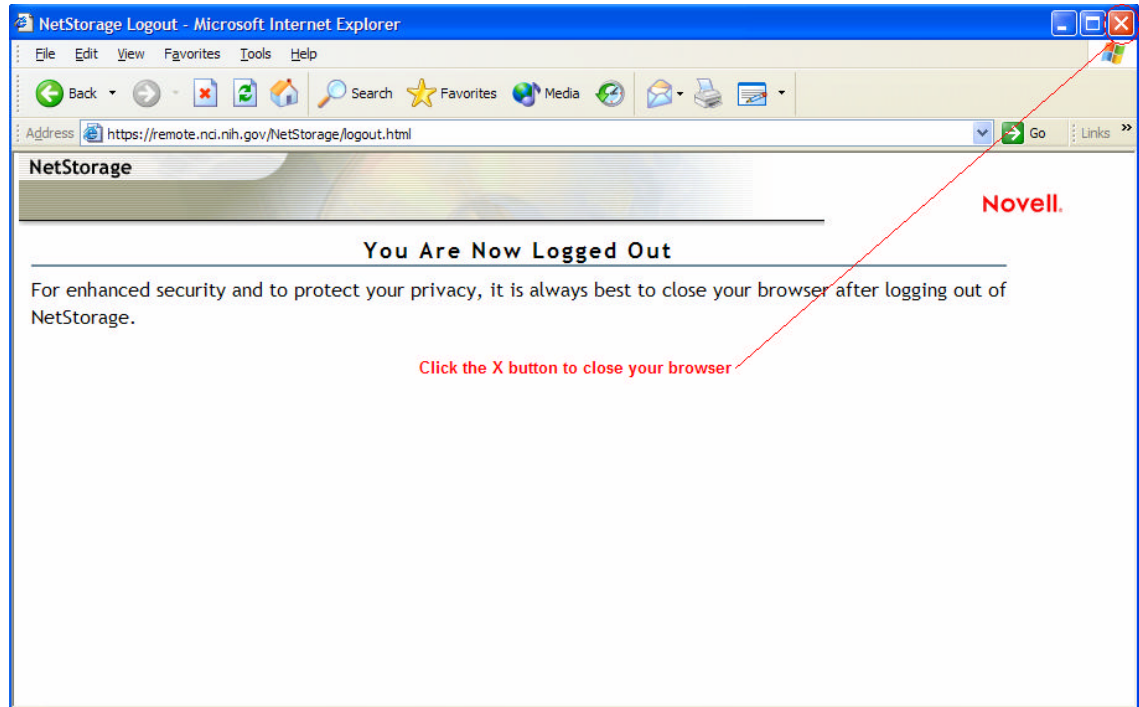 NetStorage Logout - Microsoft Internet Explorer
File Edit View Favorites Tools Help
Back Search Favorites Media
Address https://remote.nci.nih.gov/NetStorage/logout.html Go Links »
NetStorage
Novell.
You Are Now Logged Out
For enhanced security and to protect your privacy, it is always best to close your browser after logging out of
NetStorage.
Click the X button to close your browser